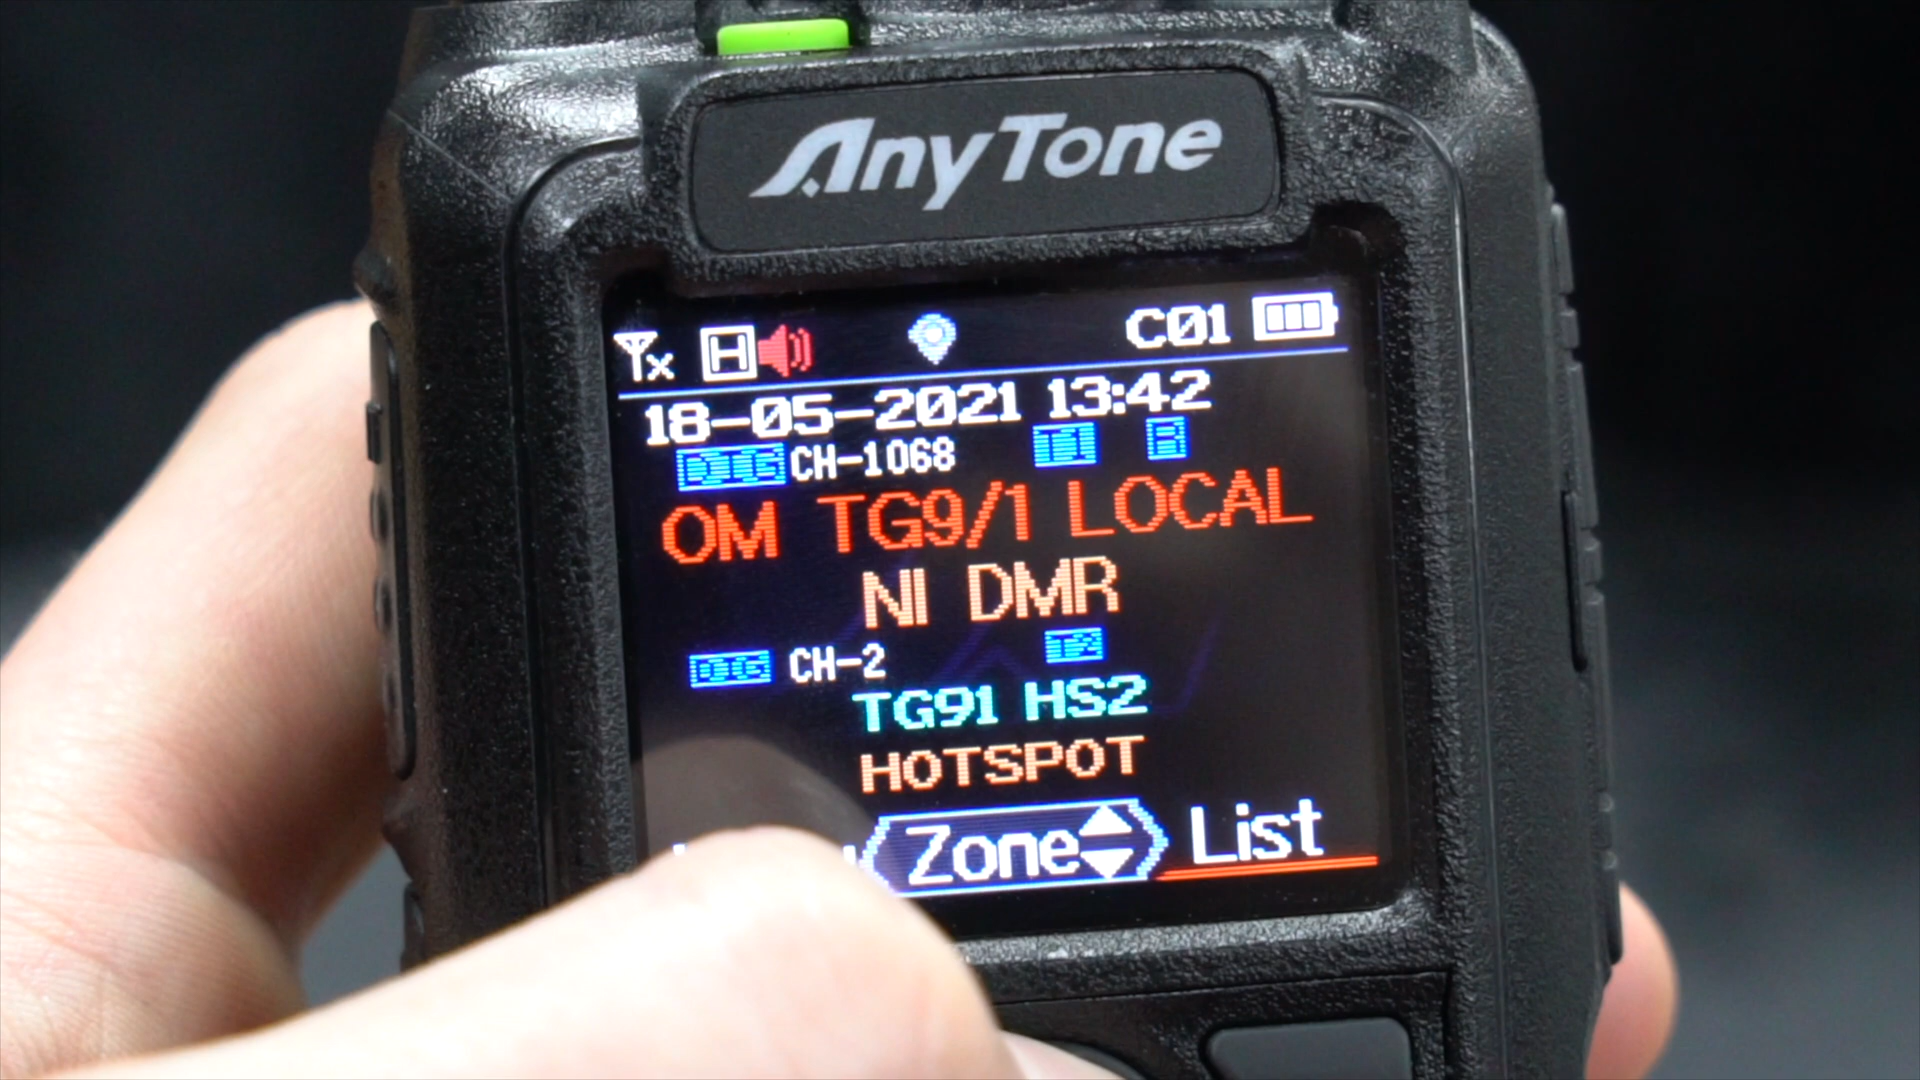 AnyTone
Tx H C01
18-05-2021 13:42
DIG CH-1068 T1 R
OM TG9/1 LOCAL
NI DMR
DIG CH-2 T2
TG91 HS2
HOTSPOT
Zone List